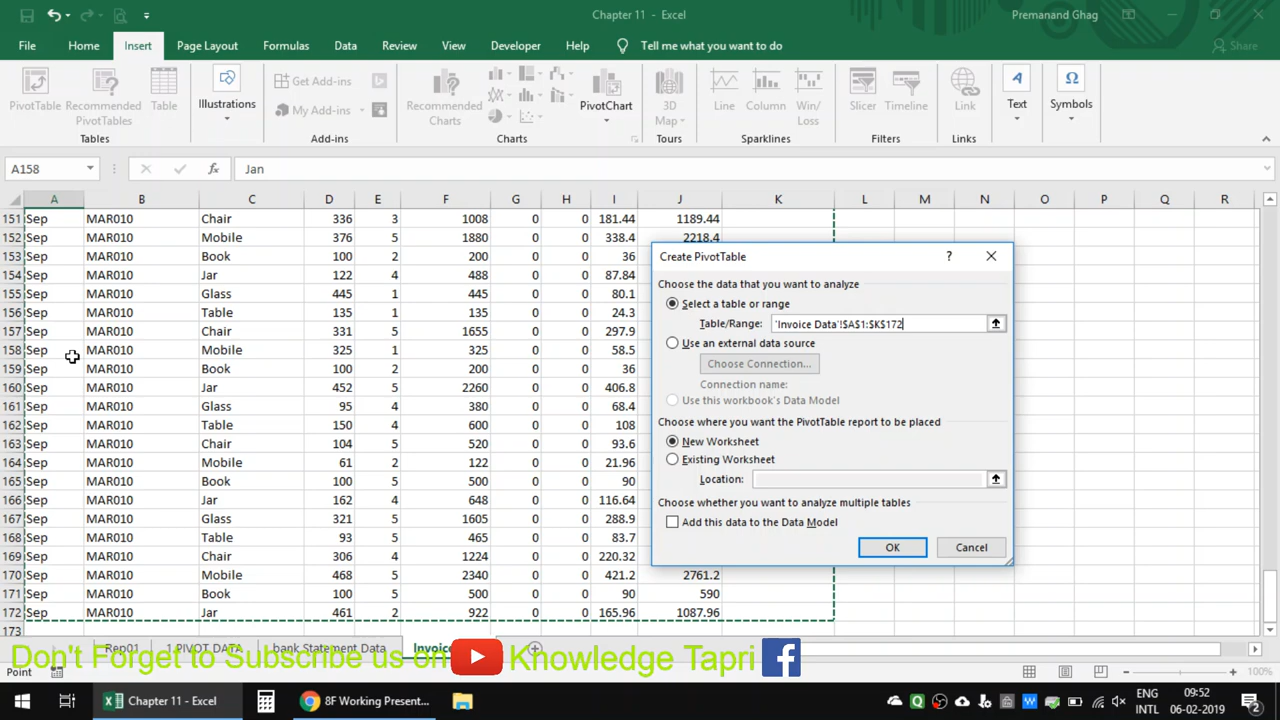 Chapter 11 - Excel
Premanand Ghag
File Home Insert Page Layout Formulas Data Review View Developer Help Tell me what you want to do Share
PivotTable Recommended PivotTables Table
Tables
Illustrations
Get Add-ins
My Add-ins
Add-ins
Recommended Charts
PivotChart
Charts
3D Map
Tours
Line Column Win/Loss
Sparklines
Slicer Timeline
Filters
Link
Links
Text
Symbols
A158 fx Jan
A B C D E F G H I J K L M N O P Q R
151 Sep MAR010 Chair 336 3 1008 0 0 181.44 1189.44
152 Sep MAR010 Mobile 376 5 1880 0 0 338.4 2218.4
153 Sep MAR010 Book 100 2 200 0 0 36
154 Sep MAR010 Jar 122 4 488 0 0 87.84
155 Sep MAR010 Glass 445 1 445 0 0 80.1
156 Sep MAR010 Table 135 1 135 0 0 24.3
157 Sep MAR010 Chair 331 5 1655 0 0 297.9
158 Sep MAR010 Mobile 325 1 325 0 0 58.5
159 Sep MAR010 Book 100 2 200 0 0 36
160 Sep MAR010 Jar 452 5 2260 0 0 406.8
161 Sep MAR010 Glass 95 4 380 0 0 68.4
162 Sep MAR010 Table 150 4 600 0 0 108
163 Sep MAR010 Chair 104 5 520 0 0 93.6
164 Sep MAR010 Mobile 61 2 122 0 0 21.96
165 Sep MAR010 Book 100 5 500 0 0 90
166 Sep MAR010 Jar 162 4 648 0 0 116.64
167 Sep MAR010 Glass 321 5 1605 0 0 288.9
168 Sep MAR010 Table 93 5 465 0 0 83.7
169 Sep MAR010 Chair 306 4 1224 0 0 220.32
170 Sep MAR010 Mobile 468 5 2340 0 0 421.2 2761.2
171 Sep MAR010 Book 100 5 500 0 0 90 590
172 Sep MAR010 Jar 461 2 922 0 0 165.96 1087.96
173
Create PivotTable ?
Choose the data that you want to analyze
Select a table or range
Table/Range: 'Invoice Data'!$A$1:$K$172
Use an external data source
Choose Connection...
Connection name:
Use this workbook's Data Model
Choose where you want the PivotTable report to be placed
New Worksheet
Existing Worksheet
Location:
Choose whether you want to analyze multiple tables
Add this data to the Data Model
OK Cancel
Rep01 1.PIVOT DATA bank Statement Data Invoice
Don't Forget to Subscribe us on Knowledge Tapri f
Point
100%
Chapter 11 - Excel
8F Working Present...
ENG
INTL
09:52
06-02-2019
2